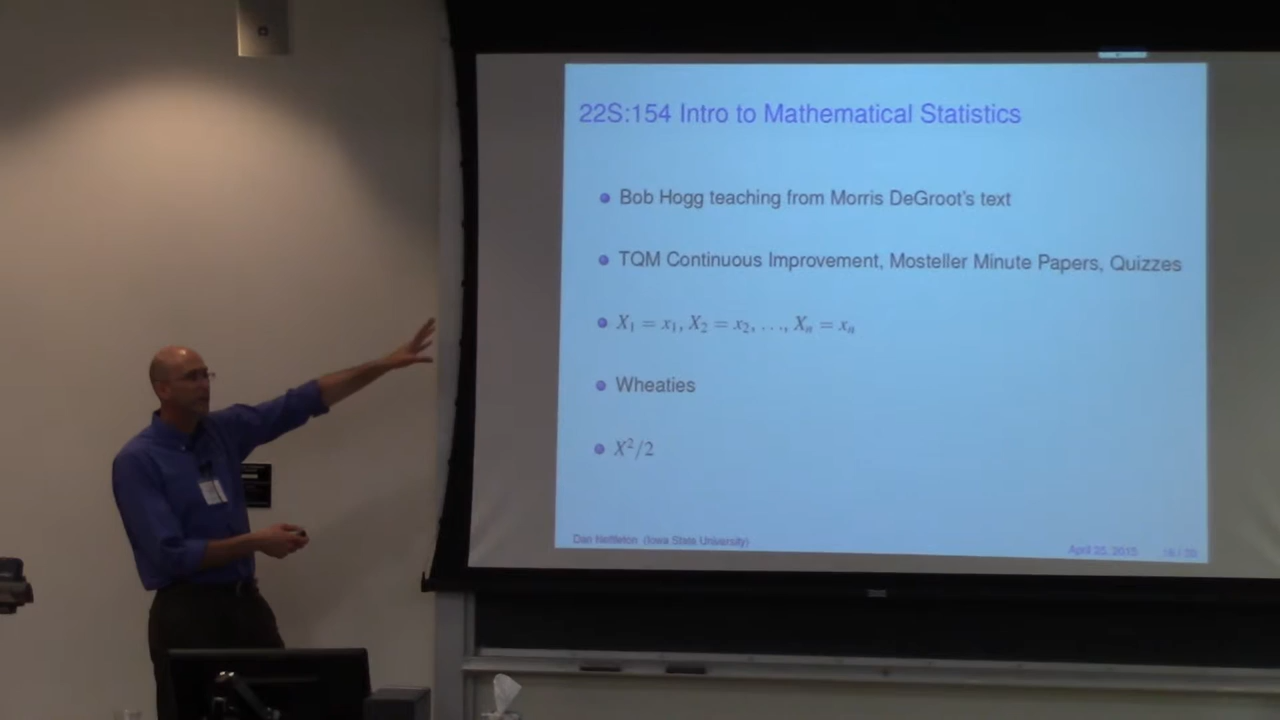 22S:154 Intro to Mathematical Statistics
Bob Hogg teaching from Morris DeGroot's text
TQM Continuous Improvement, Mosteller Minute Papers, Quizzes
X₁ = x₁, X₂ = x₂, …, Xₙ = xₙ
Wheaties
X²/2
Dan Nettleton (Iowa State University)
April 25, 2015